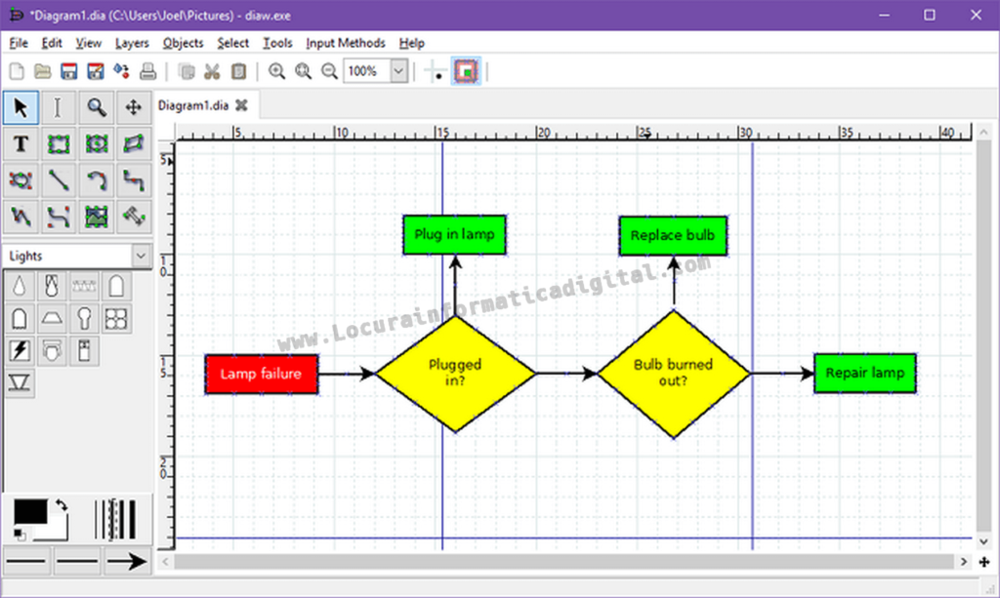 *Diagram1.dia (C:\Users\Joel\Pictures) - diaw.exe
File Edit View Layers Objects Select Tools Input Methods Help
100%
Diagram1.dia
5 10 15 20 25 30 35 40
5
T
Plug in lamp Replace bulb
Lights
10
www.Locurainformaticadigital.com
15
Lamp failure
Plugged
in?
Bulb burned
out?
Repair lamp
20